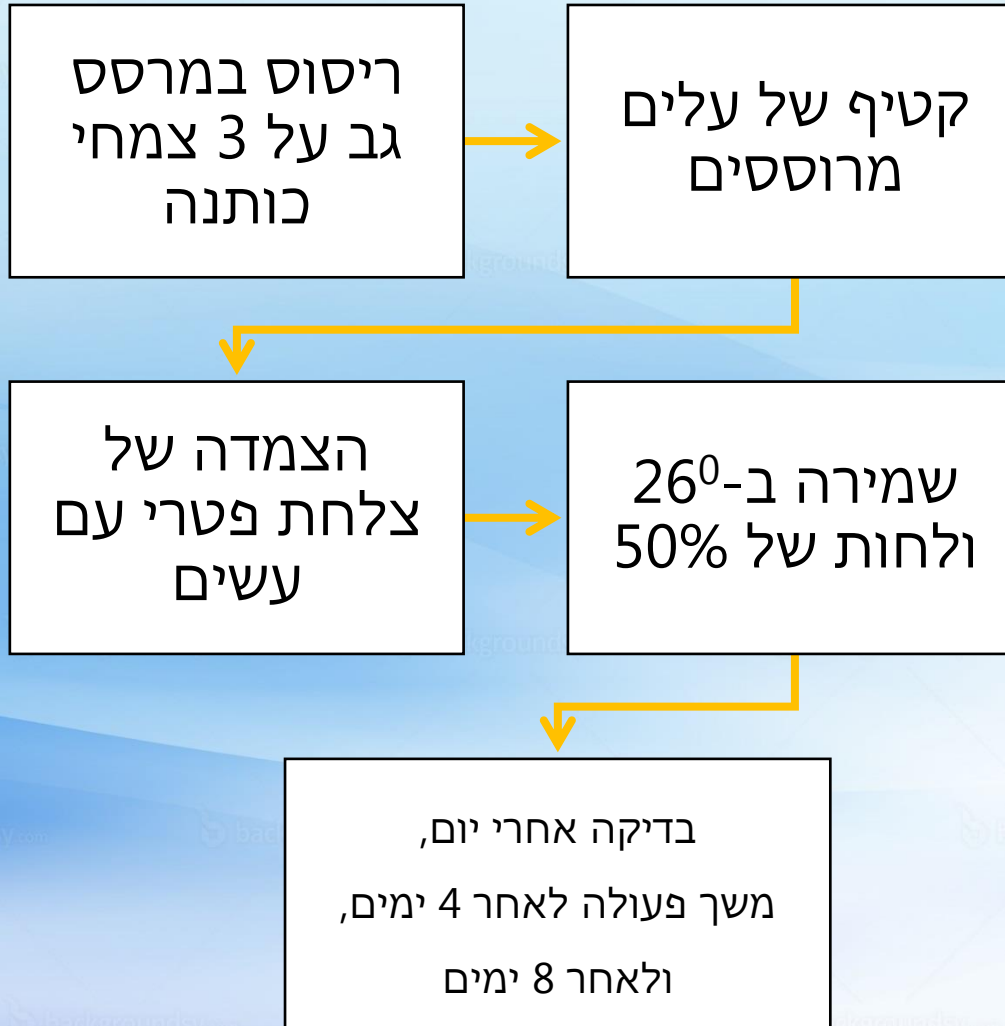 ריסוס במרסס
גב על 3 צמחי
כותנה
קטיף של עלים
מרוססים
הצמדה של
צלחת פטרי עם
עשים
שמירה ב-26⁰
ולחות של 50%
בדיקה אחרי יום,
משך פעולה לאחר 4 ימים,
ולאחר 8 ימים